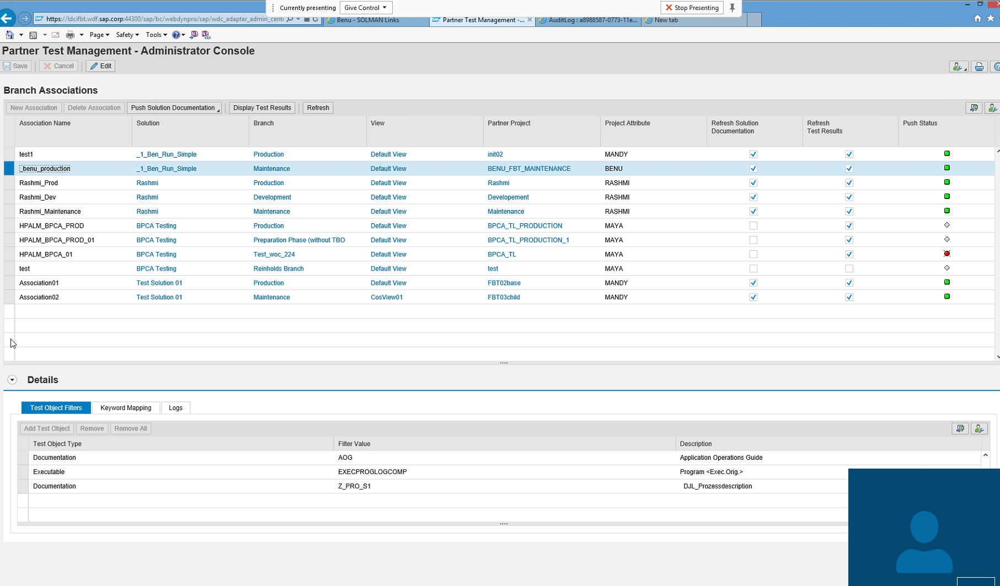 Currently presenting Give Control Stop Presenting
https://ldcifbt.wdf.sap.corp:44300/sap/bc/webdynpro/sap/wdc_adapter_admin_cent Benu - SOLMAN Links Partner Test Management -... AuditLog : a8988587-0773-11e... New tab
Page Safety Tools
Partner Test Management - Administrator Console
Save Cancel Edit
Branch Associations
New Association Delete Association Push Solution Documentation Display Test Results Refresh
Association Name Solution Branch View Partner Project Project Attribute Refresh Solution Documentation Refresh Test Results Push Status
test1 _1_Ben_Run_Simple Production Default View init02 MANDY
_benu_production _1_Ben_Run_Simple Maintenance Default View BENU_FBT_MAINTENANCE BENU
Rashmi_Prod Rashmi Production Default View Rashmi RASHMI
Rashmi_Dev Rashmi Development Default View Developement RASHMI
Rashmi_Maintenance Rashmi Maintenance Default View Maintenance RASHMI
HPALM_BPCA_PROD BPCA Testing Production Default View BPCA_TL_PRODUCTION MAYA
HPALM_BPCA_PROD_01 BPCA Testing Preparation Phase (without TBO Default View BPCA_TL_PRODUCTION_1 MAYA
HPALM_BPCA_01 BPCA Testing Test_woc_224 Default View BPCA_TL MAYA
test BPCA Testing Reinholds Branch Default View test MAYA
Association01 Test Solution 01 Production Default View FBT02base MANDY
Association02 Test Solution 01 Maintenance CosView01 FBT03child MANDY
Details
Test Object Filters Keyword Mapping Logs
Add Test Object Remove Remove All
Test Object Type Filter Value Description
Documentation AOG Application Operations Guide
Executable EXECPROGLOGCOMP Program <Exec.Orig.>
Documentation Z_PRO_S1 DJL_Prozessdescription